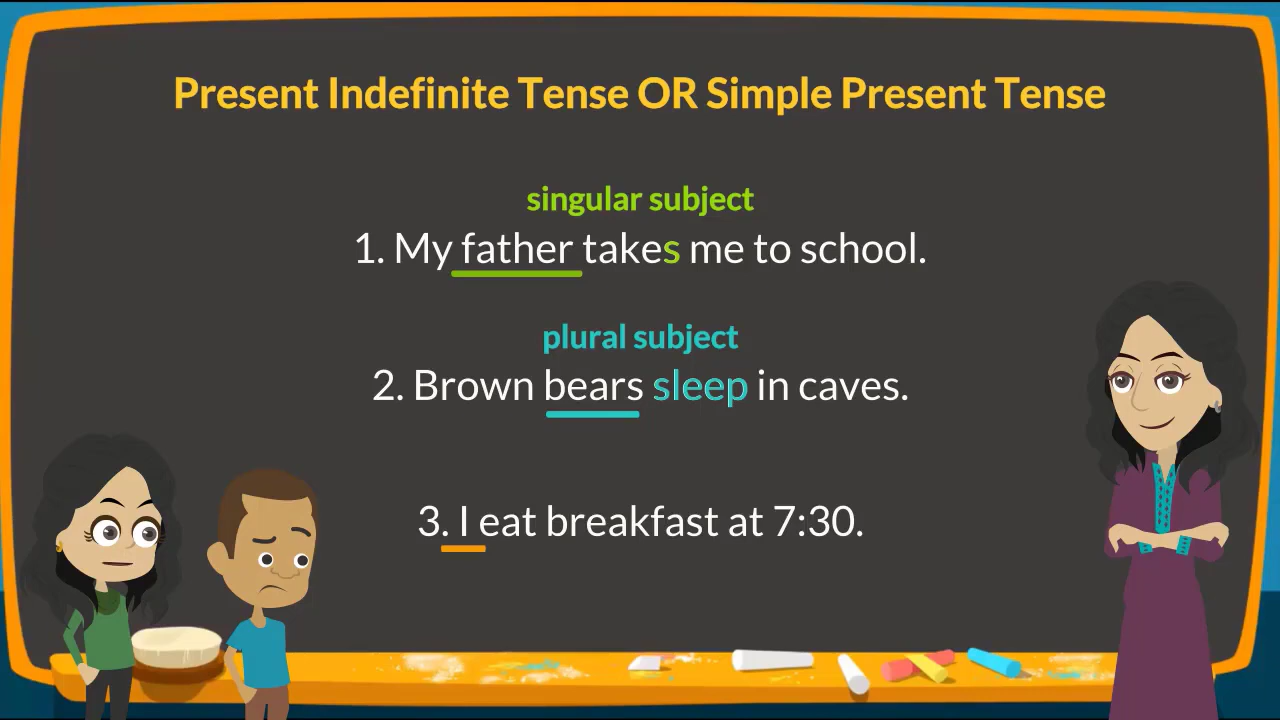 Present Indefinite Tense OR Simple Present Tense
singular subject
1. My father takes me to school.
plural subject
2. Brown bears sleep in caves.
3. I eat breakfast at 7:30.